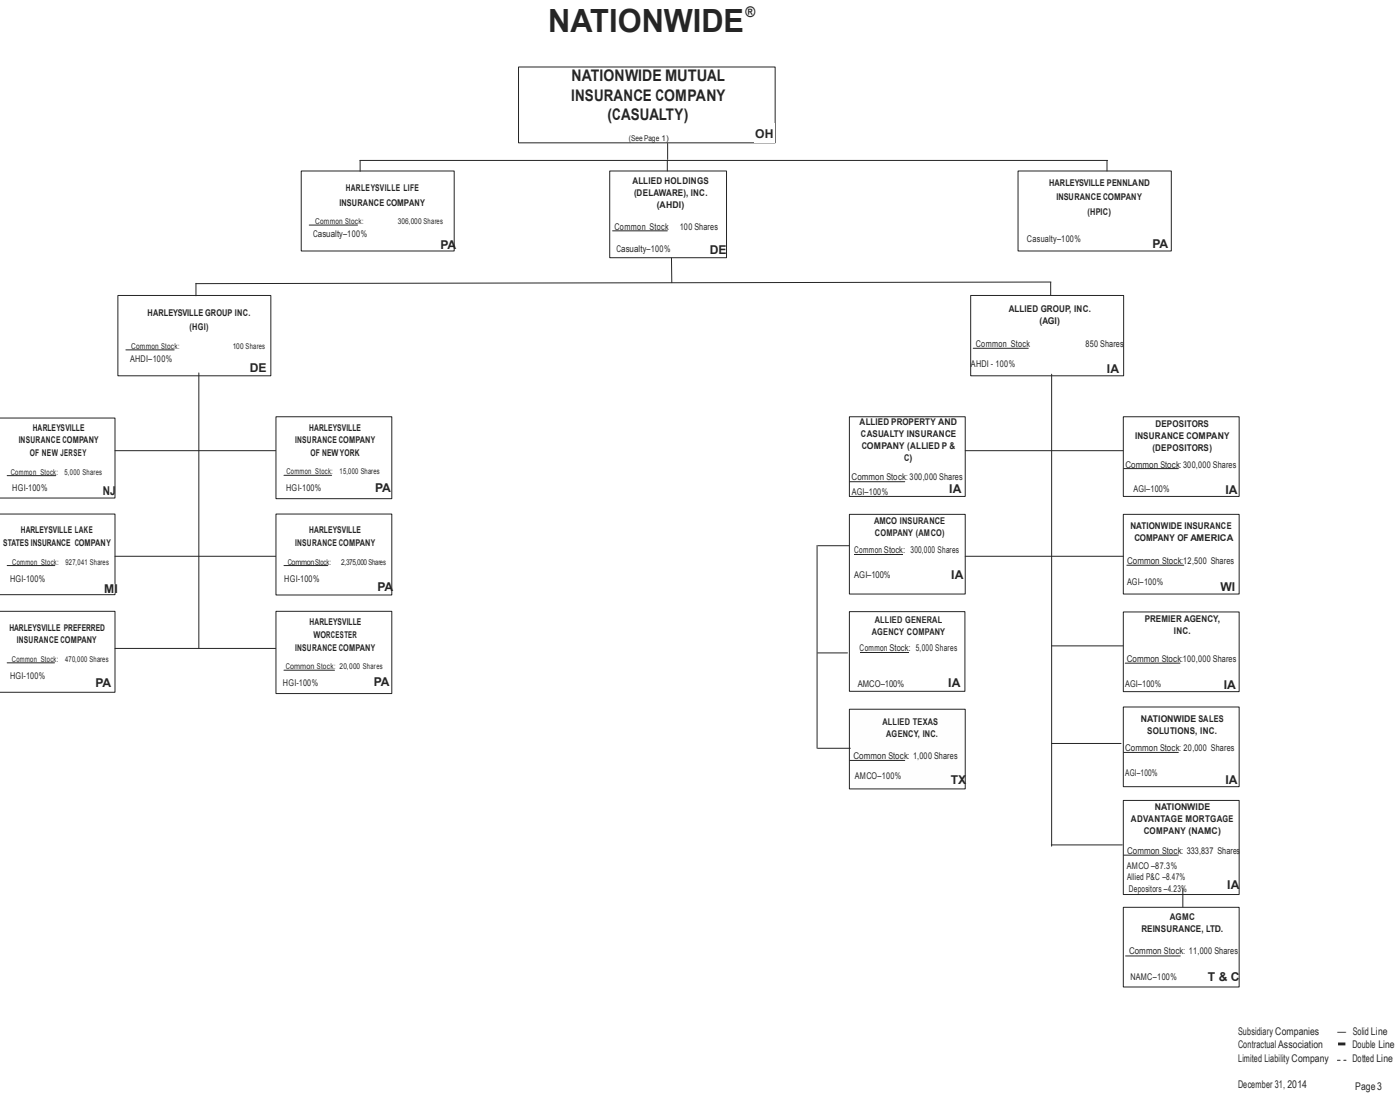 NATIONWIDE®
NATIONWIDE MUTUAL
INSURANCE COMPANY
(CASUALTY)
(See Page 1)
OH
HARLEYSVILLE LIFE
INSURANCE COMPANY
Common Stock: 306,000 Shares
Casualty–100%
PA
ALLIED HOLDINGS
(DELAWARE), INC.
(AHDI)
Common Stock 100 Shares
Casualty–100%
DE
HARLEYSVILLE PENNLAND
INSURANCE COMPANY
(HPIC)
Casualty–100%
PA
HARLEYSVILLE GROUP INC.
(HGI)
Common Stock: 100 Shares
AHDI–100%
DE
ALLIED GROUP, INC.
(AGI)
Common Stock 850 Shares
AHDI - 100%
IA
HARLEYSVILLE
INSURANCE COMPANY
OF NEW JERSEY
Common Stock: 5,000 Shares
HGI-100%
NJ
HARLEYSVILLE
INSURANCE COMPANY
OF NEW YORK
Common Stock: 15,000 Shares
HGI-100%
PA
ALLIED PROPERTY AND
CASUALTY INSURANCE
COMPANY (ALLIED P &
C)
Common Stock: 300,000 Shares
AGI–100%
IA
DEPOSITORS
INSURANCE COMPANY
(DEPOSITORS)
Common Stock: 300,000 Shares
AGI–100%
IA
HARLEYSVILLE LAKE
STATES INSURANCE COMPANY
Common Stock: 927,041 Shares
HGI-100%
MI
HARLEYSVILLE
INSURANCE COMPANY
Common Stock: 2,375,000 Shares
HGI-100%
PA
AMCO INSURANCE
COMPANY (AMCO)
Common Stock: 300,000 Shares
AGI–100%
IA
NATIONWIDE INSURANCE
COMPANY OF AMERICA
Common Stock: 12,500 Shares
AGI–100%
WI
HARLEYSVILLE PREFERRED
INSURANCE COMPANY
Common Stock: 470,000 Shares
HGI-100%
PA
HARLEYSVILLE
WORCESTER
INSURANCE COMPANY
Common Stock: 20,000 Shares
HGI-100%
PA
ALLIED GENERAL
AGENCY COMPANY
Common Stock: 5,000 Shares
AMCO–100%
IA
PREMIER AGENCY,
INC.
Common Stock: 100,000 Shares
AGI–100%
IA
ALLIED TEXAS
AGENCY, INC.
Common Stock: 1,000 Shares
AMCO–100%
TX
NATIONWIDE SALES
SOLUTIONS, INC.
Common Stock: 20,000 Shares
AGI–100%
IA
NATIONWIDE
ADVANTAGE MORTGAGE
COMPANY (NAMC)
Common Stock: 333,837 Shares
AMCO –87.3%
Allied P&C –8.47%
Depositors –4.23%
IA
AGMC
REINSURANCE, LTD.
Common Stock: 11,000 Shares
NAMC–100%
T & C
Subsidiary Companies — Solid Line
Contractual Association ━ Double Line
Limited Liability Company - - Dotted Line
December 31, 2014 Page 3